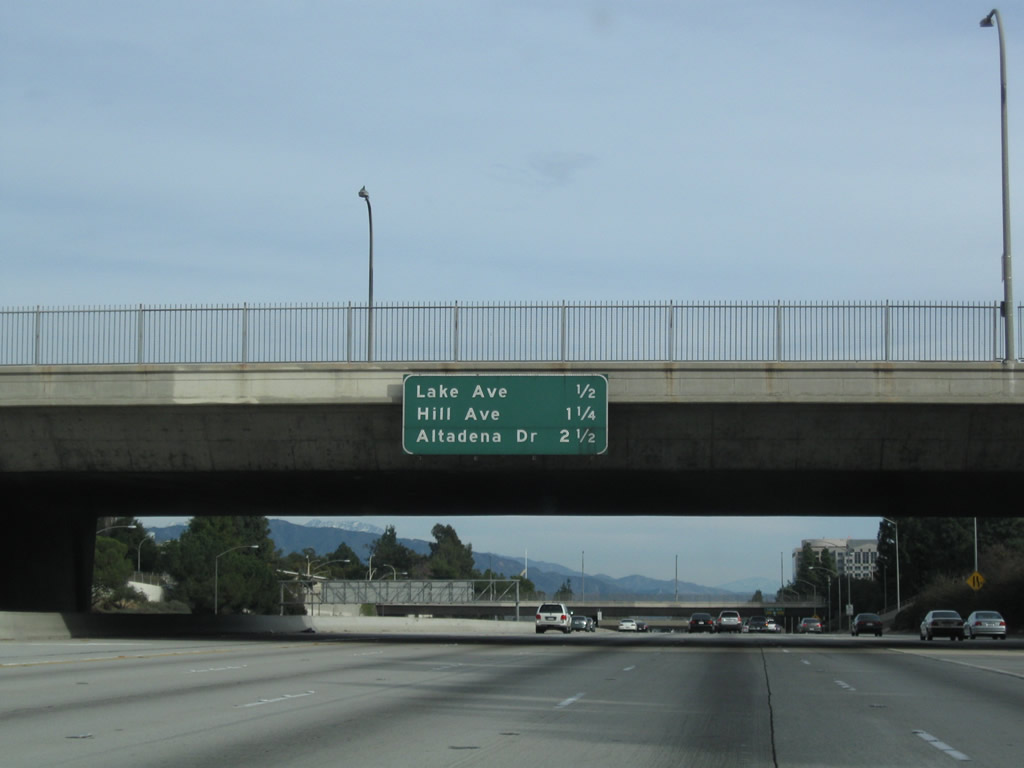 Lake Ave ½
Hill Ave 1 ¼
Altadena Dr 2 ½